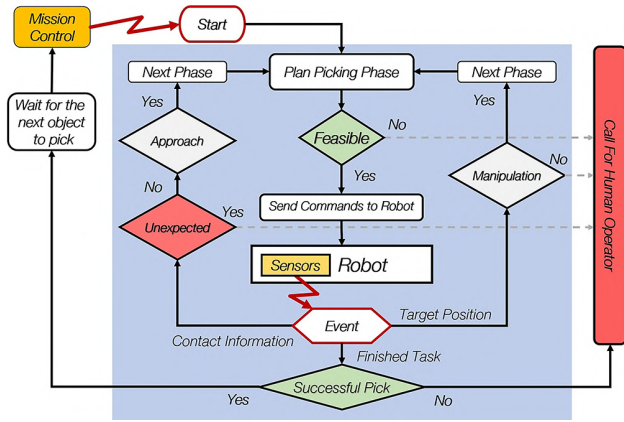 Mission
Control
Start
Next Phase
Plan Picking Phase
Next Phase
Wait for the
next object
to pick
Yes
Yes
Approach
Feasible
No
No
Manipulation
No
Yes
Unexpected
Yes
Send Commands to Robot
Sensors
Robot
Call For Human Operator
Contact Information
Event
Target Position
Finished Task
Yes
Successful Pick
No